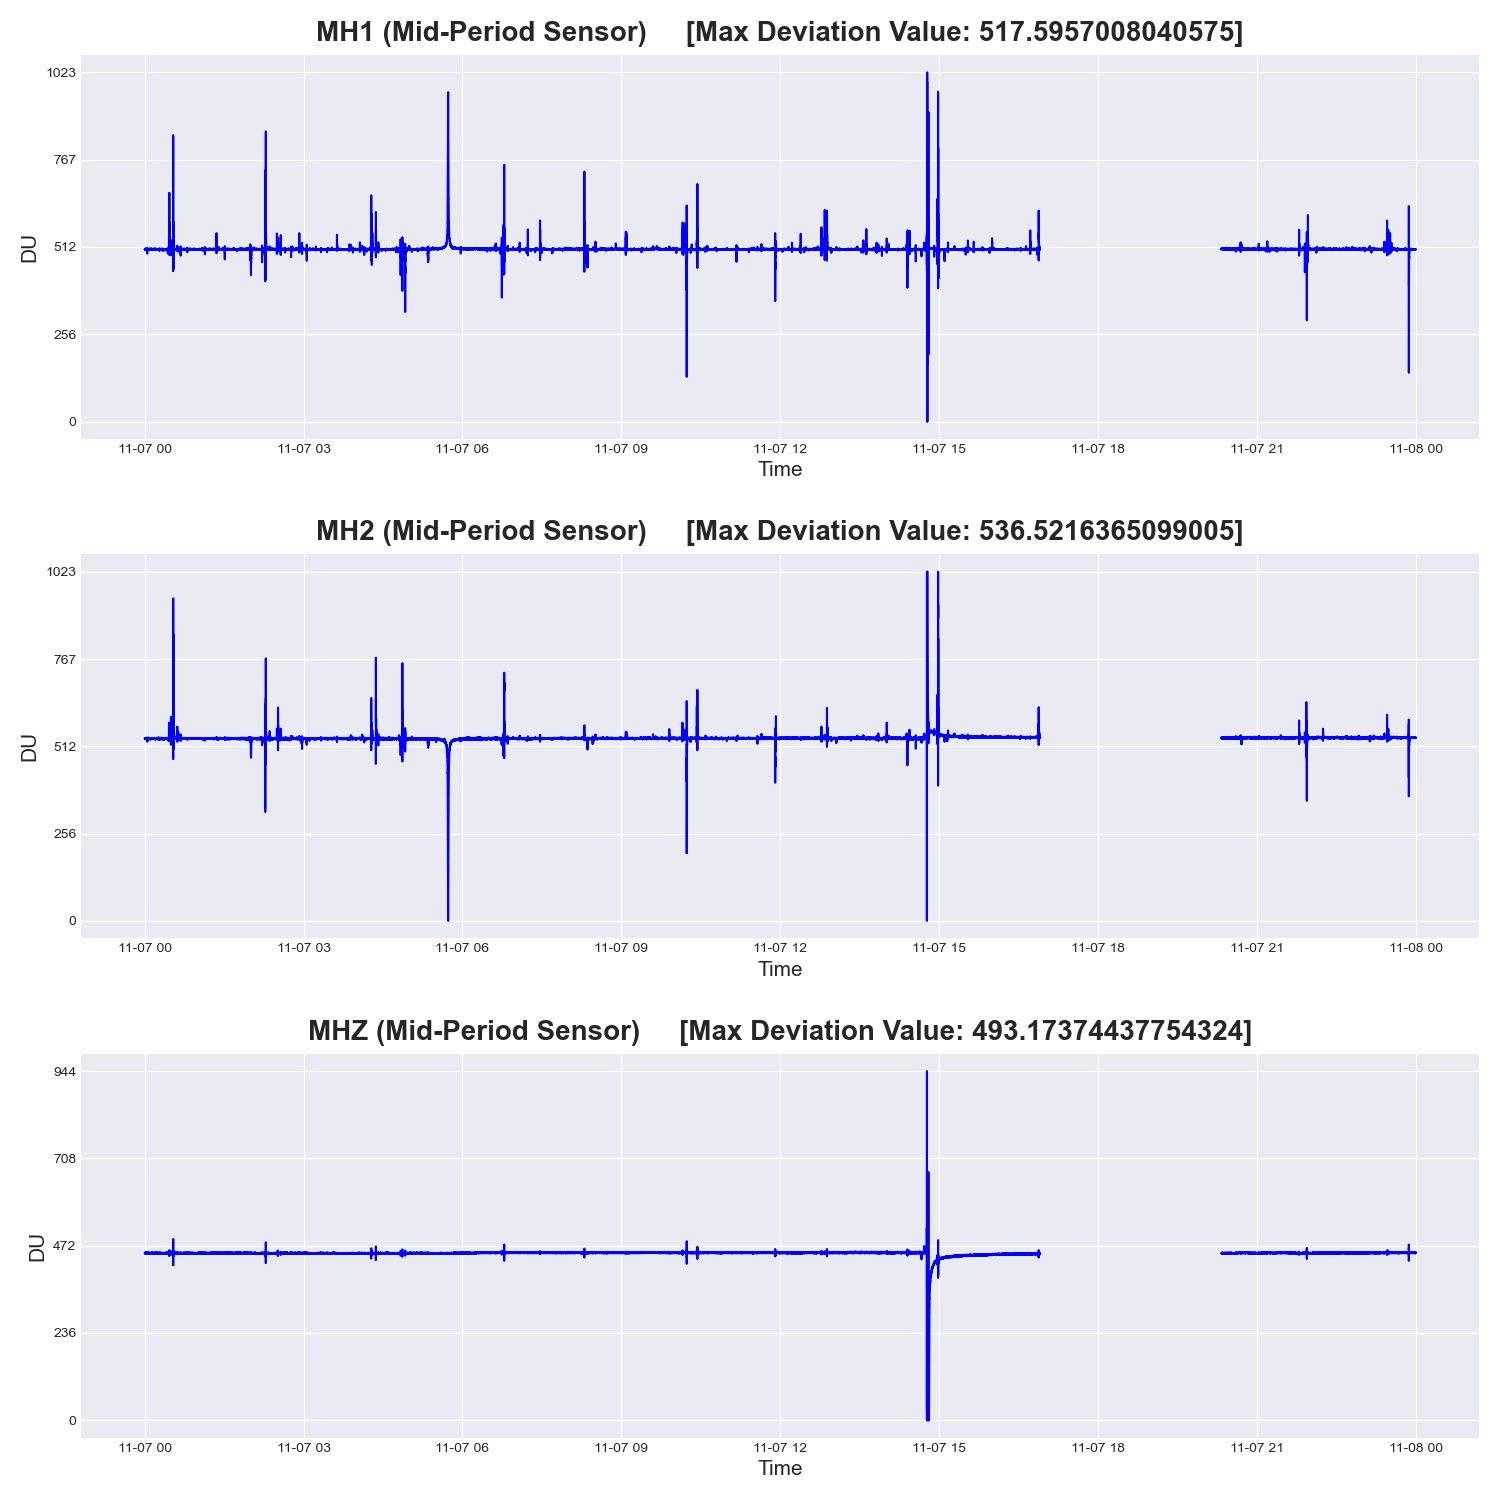 MH1 (Mid-Period Sensor) [Max Deviation Value: 517.5957008040575]
1023
767
512
256
0
DU
11-07 00 11-07 03 11-07 06 11-07 09 11-07 12 11-07 15 11-07 18 11-07 21 11-08 00
Time
MH2 (Mid-Period Sensor) [Max Deviation Value: 536.5216365099005]
1023
767
512
256
0
DU
11-07 00 11-07 03 11-07 06 11-07 09 11-07 12 11-07 15 11-07 18 11-07 21 11-08 00
Time
MHZ (Mid-Period Sensor) [Max Deviation Value: 493.17374437754324]
944
708
472
236
0
DU
11-07 00 11-07 03 11-07 06 11-07 09 11-07 12 11-07 15 11-07 18 11-07 21 11-08 00
Time